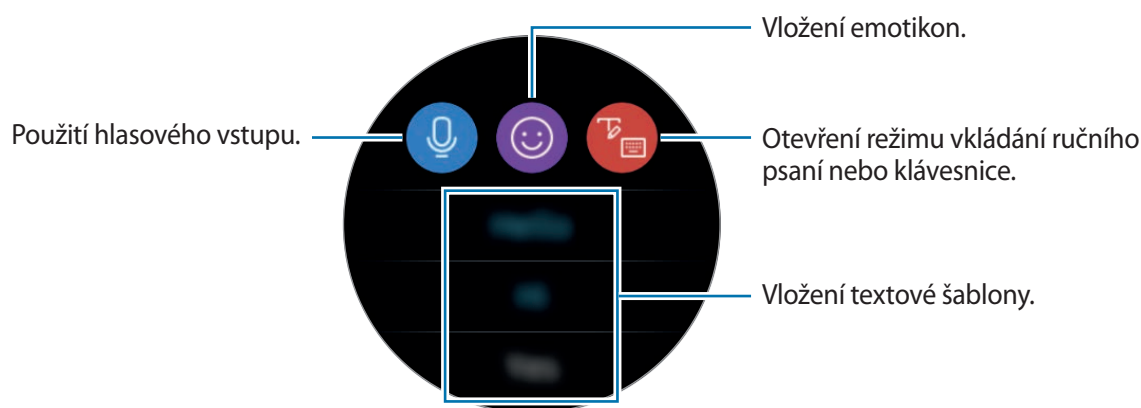 Vložení emotikon.
Použití hlasového vstupu.
Otevření režimu vkládání ručního
psaní nebo klávesnice.
Vložení textové šablony.